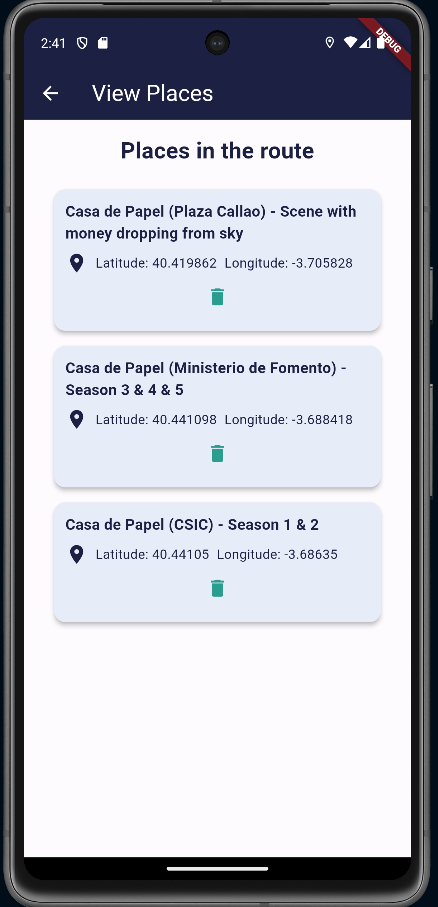 2:41
DEBUG
View Places
Places in the route
Casa de Papel (Plaza Callao) - Scene with
money dropping from sky
Latitude: 40.419862 Longitude: -3.705828
Casa de Papel (Ministerio de Fomento) -
Season 3 & 4 & 5
Latitude: 40.441098 Longitude: -3.688418
Casa de Papel (CSIC) - Season 1 & 2
Latitude: 40.44105 Longitude: -3.68635